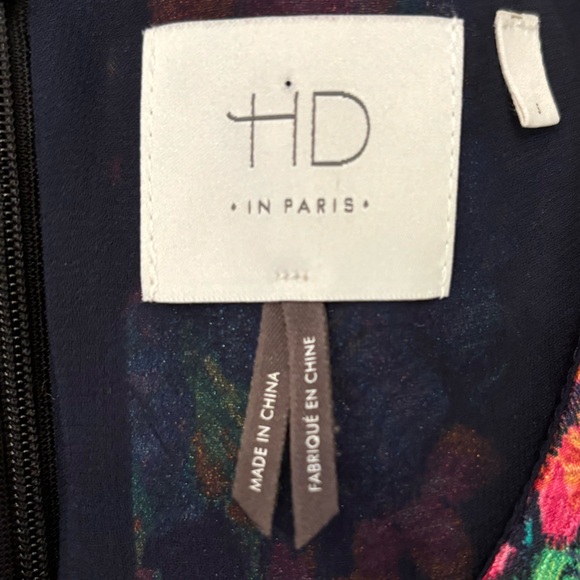 HD
• IN PARIS •
MADE IN CHINA
FABRIQUÉ EN CHINE